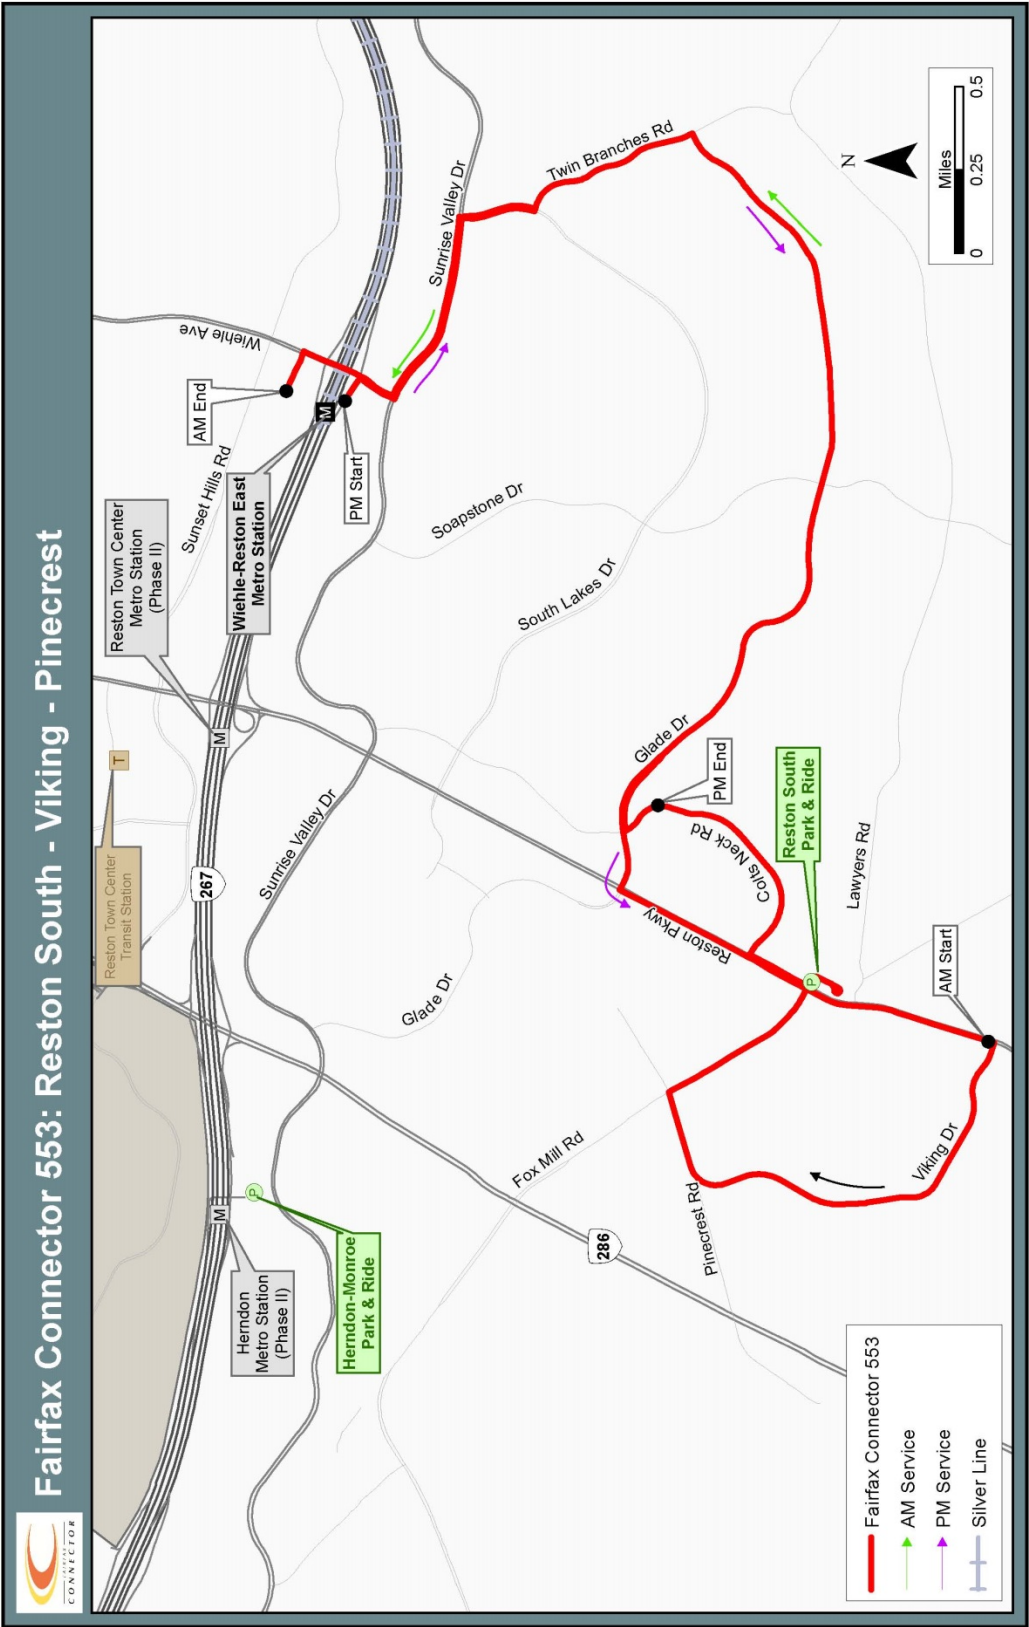 Fairfax Connector 553: Reston South - Viking - Pinecrest
CONNECTOR
Reston Town Center
Transit Station
T
Reston Town Center
Metro Station
(Phase II)
Wiehle Ave
AM End
Sunset Hills Rd
Wiehle-Reston East
Metro Station
M
M
M
267
PM Start
Herndon
Metro Station
(Phase II)
P
Herndon-Monroe
Park & Ride
Sunrise Valley Dr
Sunrise Valley Dr
Twin Branches Rd
Soapstone Dr
South Lakes Dr
Glade Dr
Fox Mill Rd
286
Glade Dr
PM End
Colts Neck Rd
Reston Pkwy
Reston South
Park & Ride
P
Lawyers Rd
Pinecrest Rd
Viking Dr
AM Start
N
Miles
0 0.25 0.5
Fairfax Connector 553
AM Service
PM Service
Silver Line